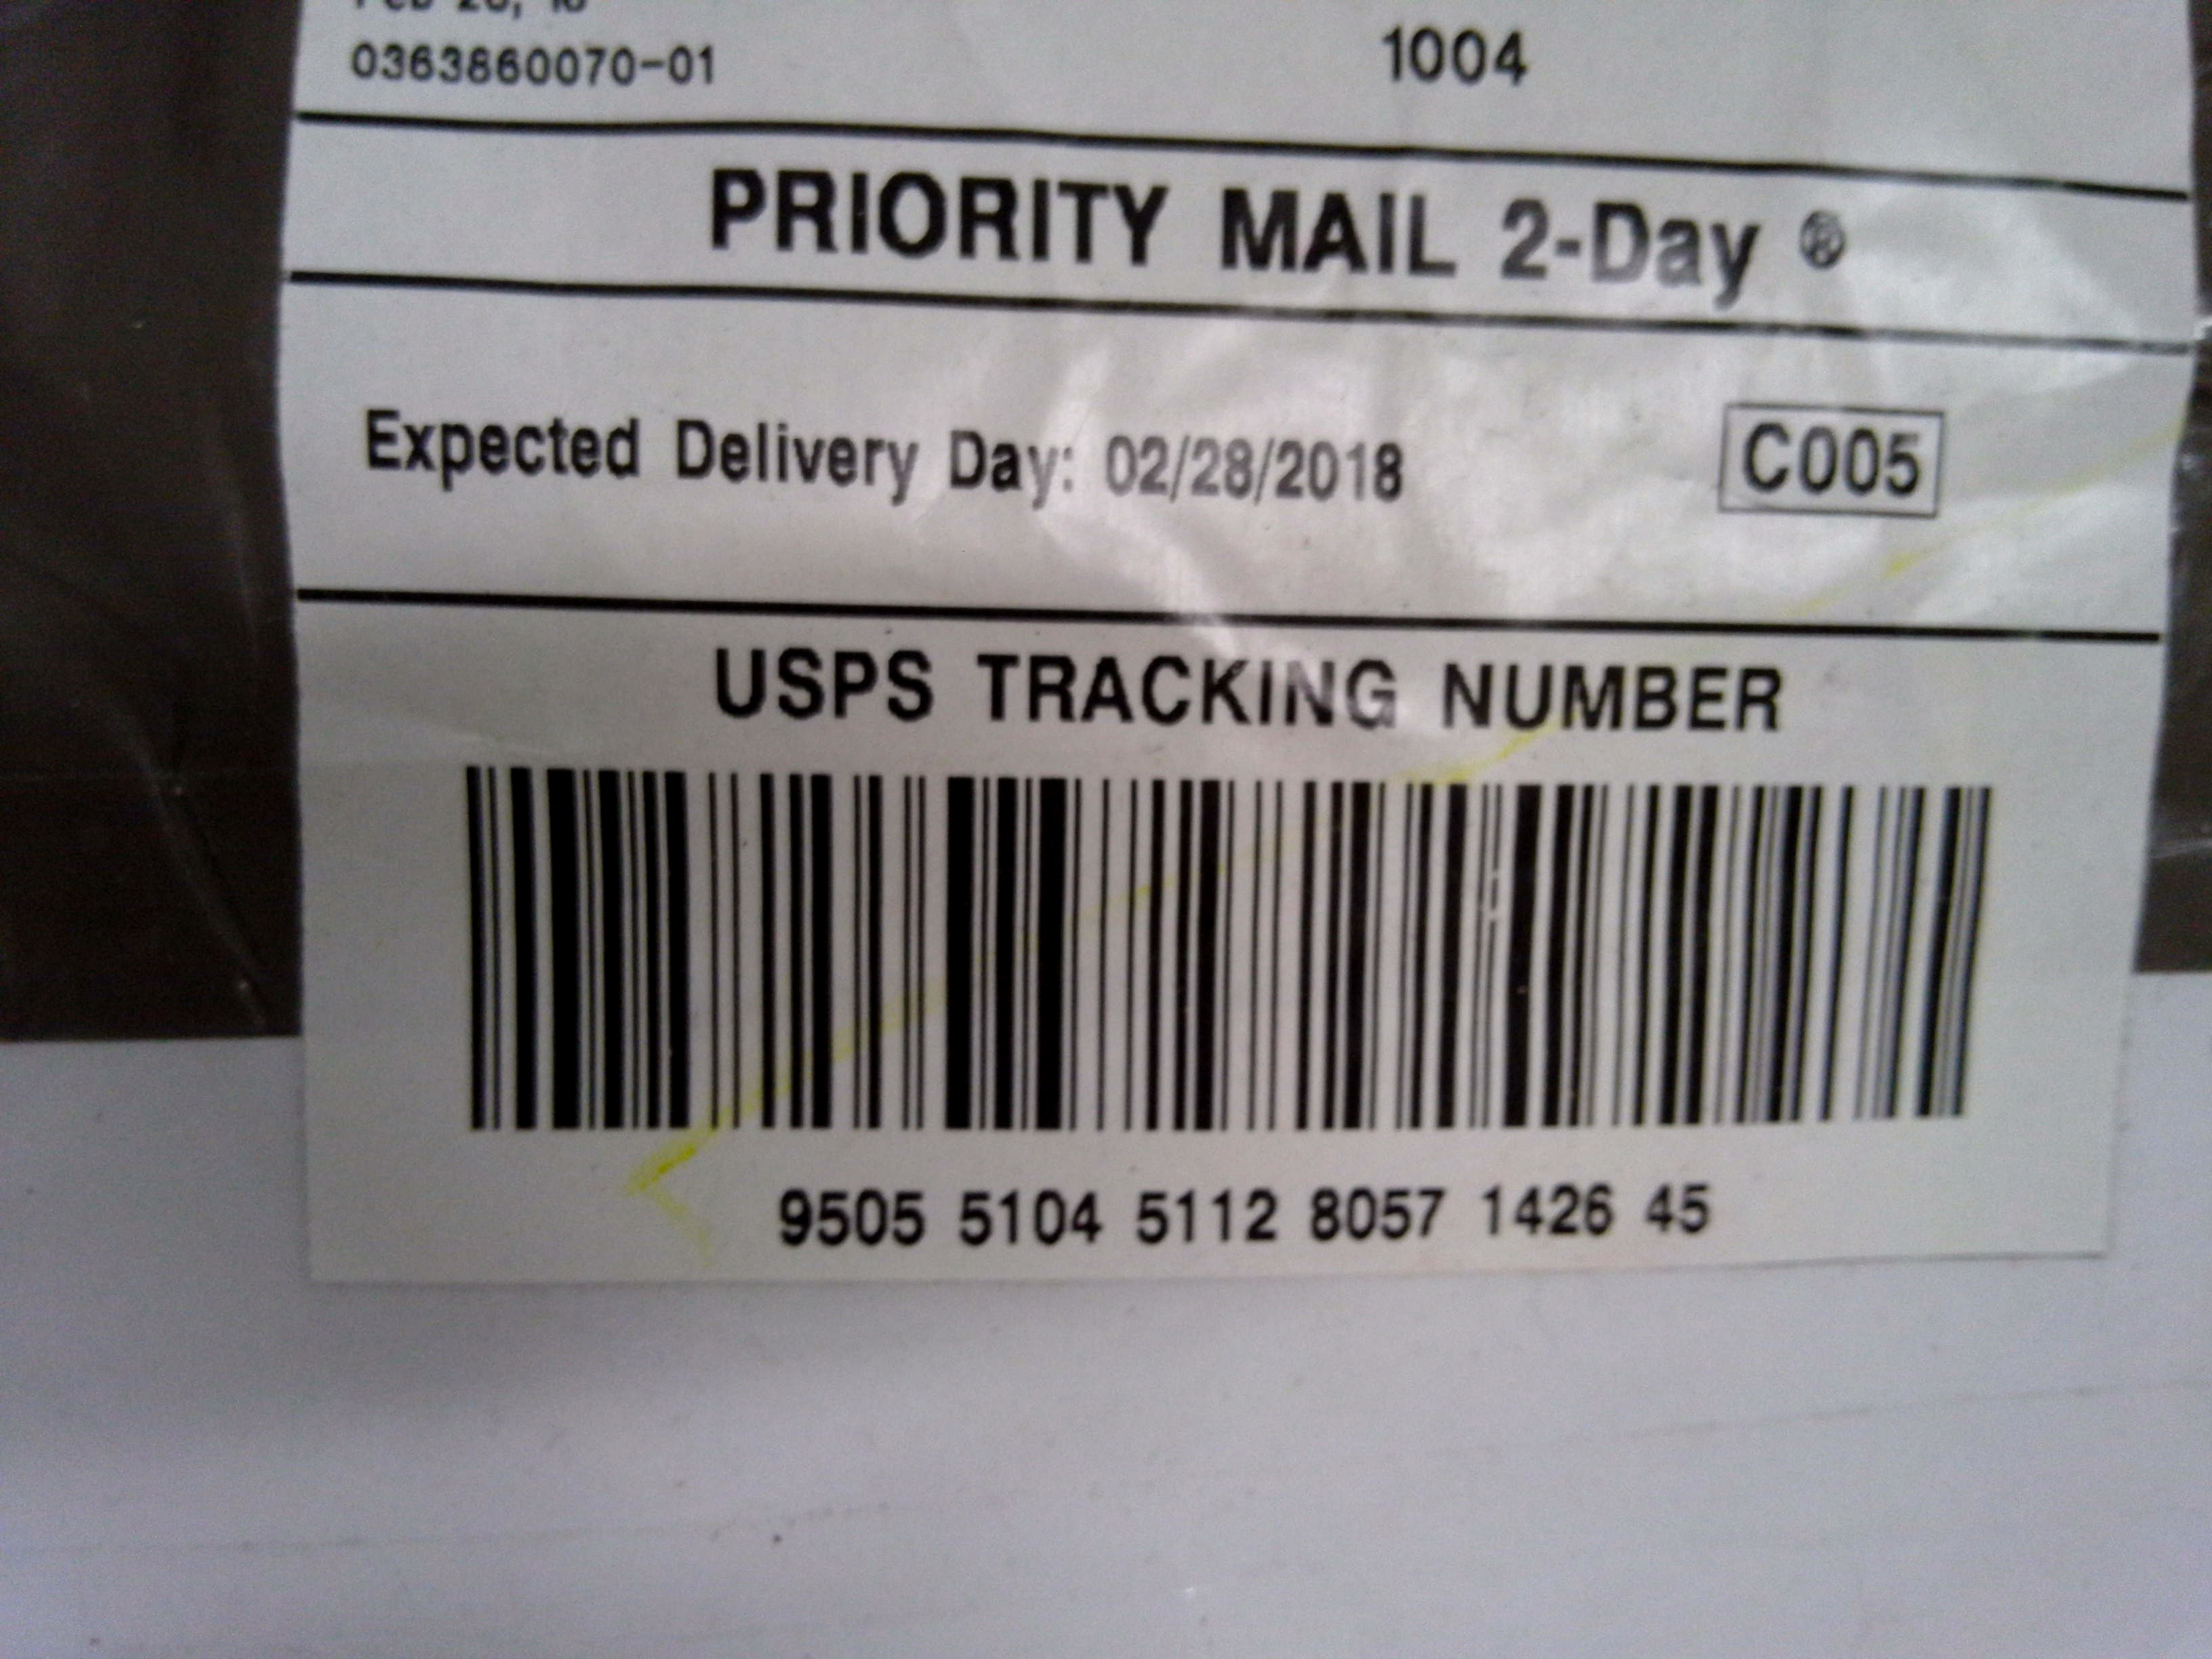 0363860070-01
1004
PRIORITY MAIL 2-Day ®
Expected Delivery Day: 02/28/2018
C005
USPS TRACKING NUMBER
9505 5104 5112 8057 1426 45